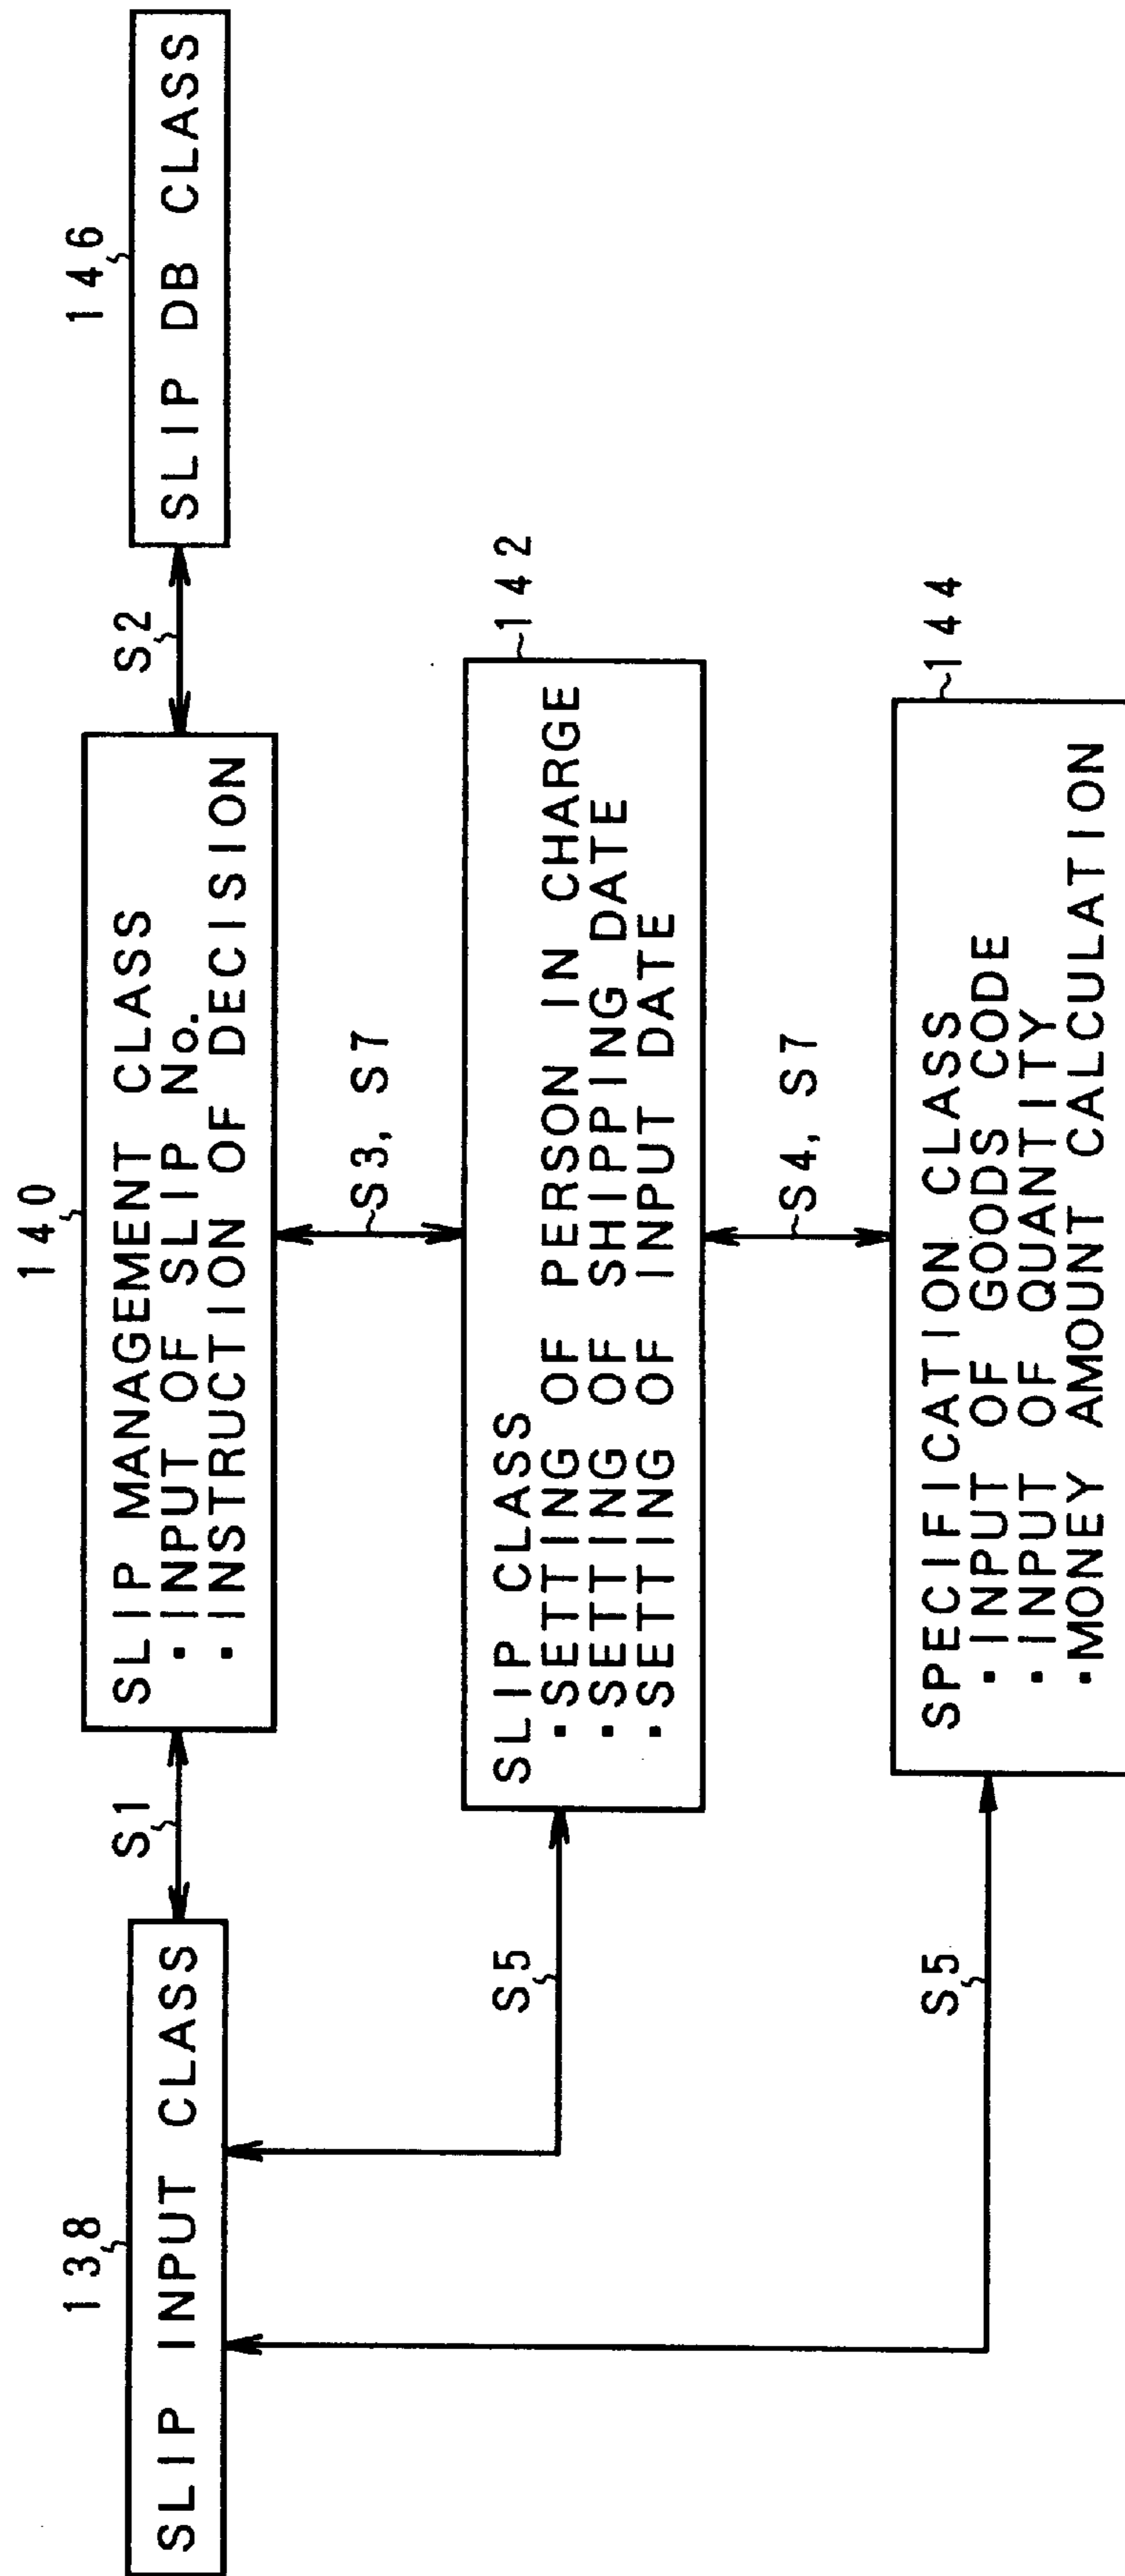 138
SLIP INPUT CLASS
S1
140
SLIP MANAGEMENT CLASS
・INPUT OF SLIP No.
・INSTRUCTION OF DECISION
S2
146
SLIP DB CLASS
S3, S7
S5
142
SLIP CLASS
・SETTING OF PERSON IN CHARGE
・SETTING OF SHIPPING DATE
・SETTING OF INPUT DATE
S4, S7
S5
144
SPECIFICATION CLASS
・INPUT OF GOODS CODE
・INPUT OF QUANTITY
・MONEY AMOUNT CALCULATION